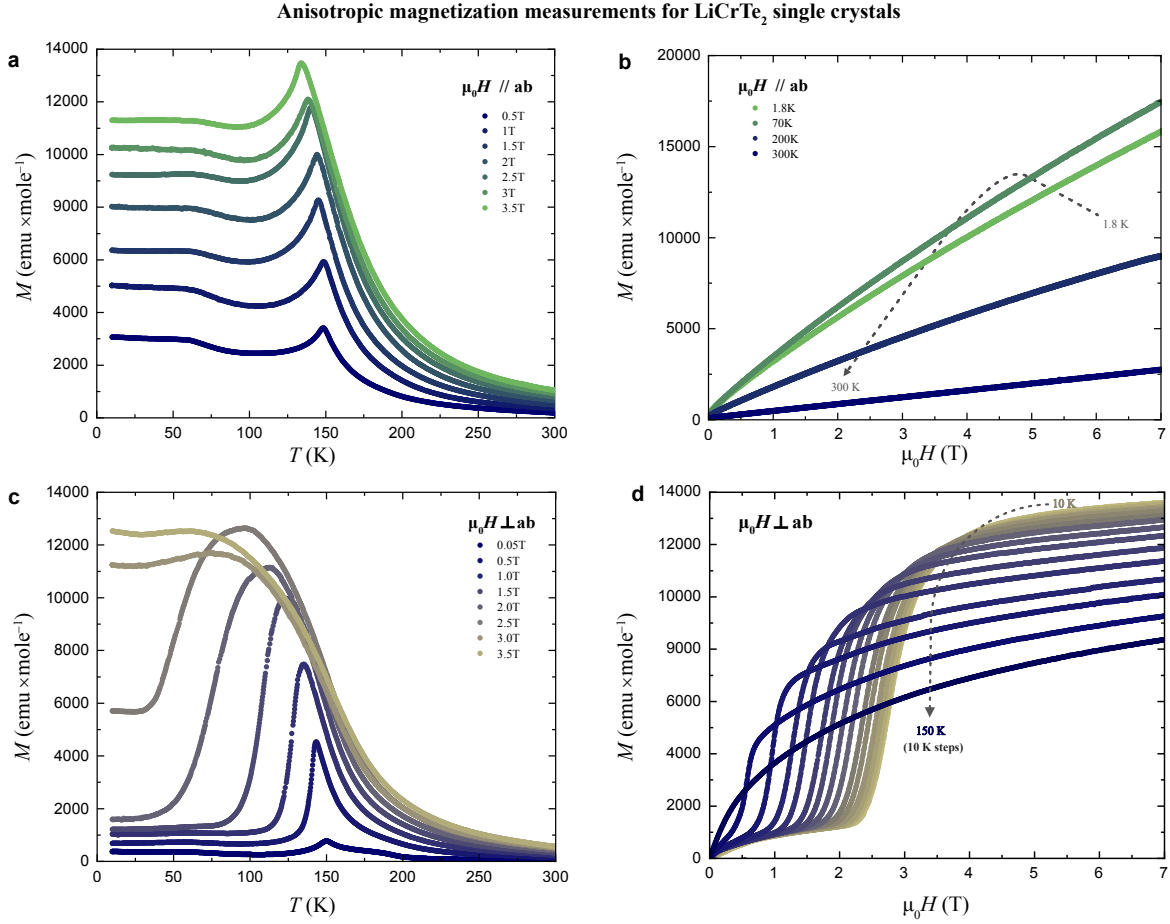 Anisotropic magnetization measurements for LiCrTe₂ single crystals
a
M (emu ×mole⁻¹)
14000
12000
10000
8000
6000
4000
2000
0
μ₀H // ab
0.5T
1T
1.5T
2T
2.5T
3T
3.5T
0 50 100 150 200 250 300
T (K)
b
M (emu ×mole⁻¹)
20000
15000
10000
5000
0
μ₀H // ab
1.8K
70K
200K
300K
1.8 K
300 K
0 1 2 3 4 5 6 7
μ₀H (T)
c
M (emu ×mole⁻¹)
14000
12000
10000
8000
6000
4000
2000
0
μ₀H ⊥ ab
0.05T
0.5T
1.0T
1.5T
2.0T
2.5T
3.0T
3.5T
0 50 100 150 200 250 300
T (K)
d
M (emu ×mole⁻¹)
14000
12000
10000
8000
6000
4000
2000
0
μ₀H ⊥ ab
10 K
150 K
(10 K steps)
0 1 2 3 4 5 6 7
μ₀H (T)